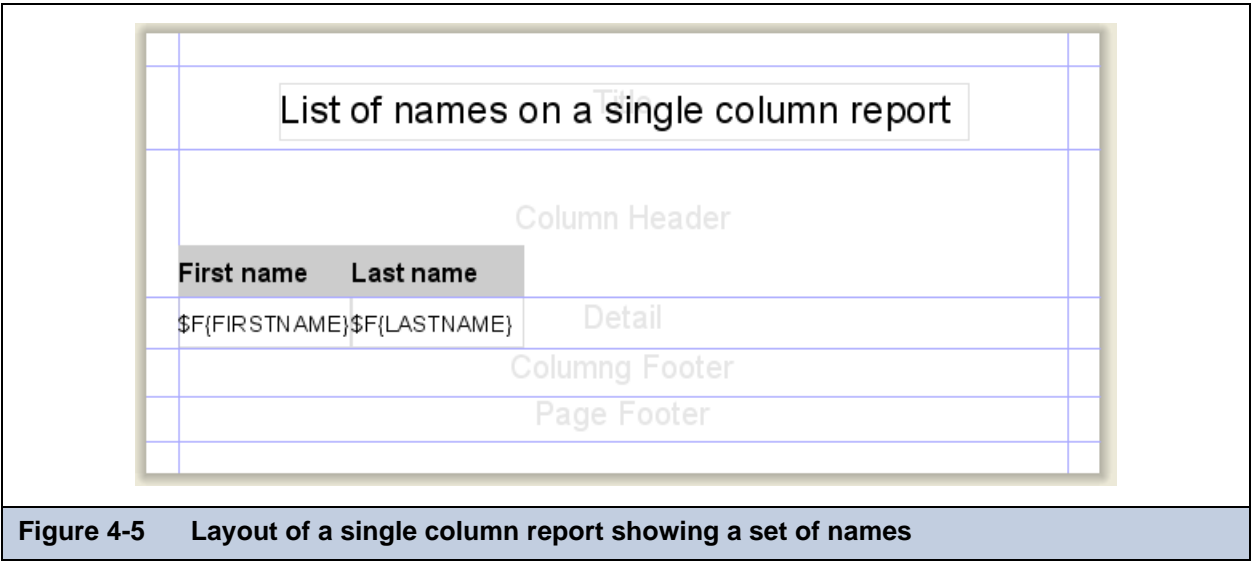 Title
List of names on a single column report
Column Header
First name Last name
$F{FIRSTNAME} $F{LASTNAME} Detail
Columng Footer
Page Footer
Figure 4-5 Layout of a single column report showing a set of names